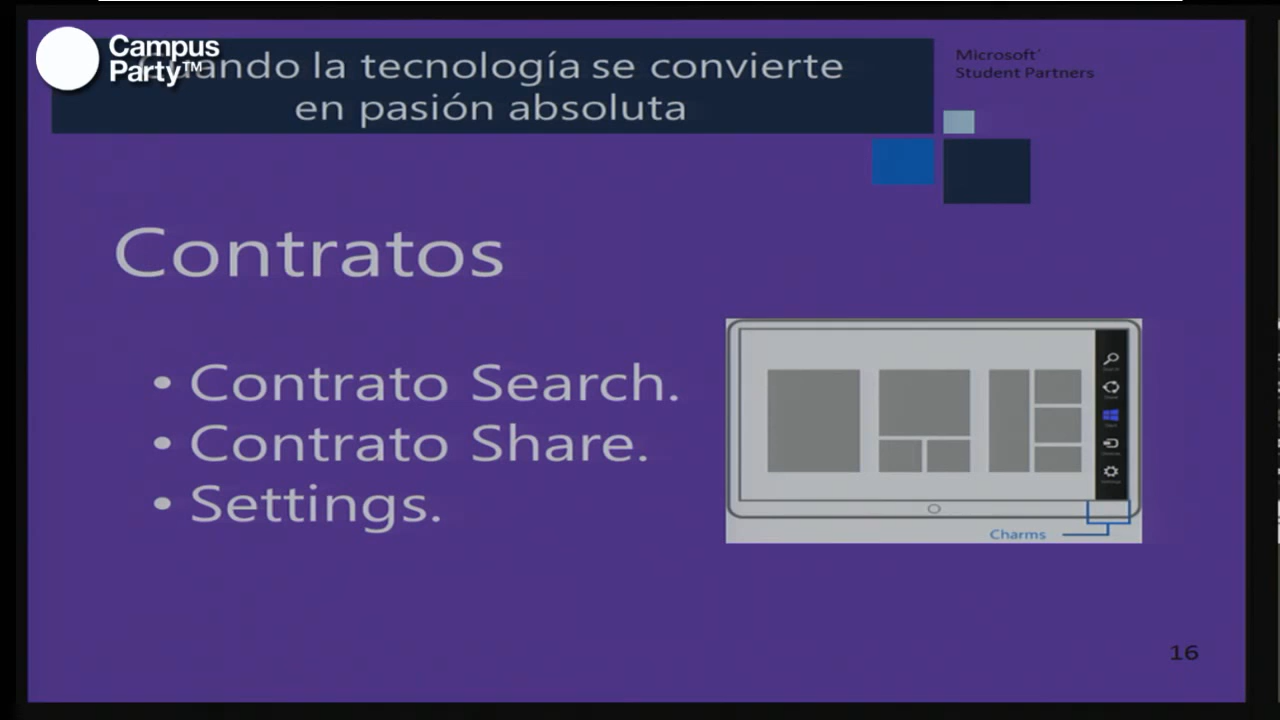 Campus
Party™
Cuando la tecnología se convierte
en pasión absoluta
Microsoft
Student Partners
Contratos
• Contrato Search.
• Contrato Share.
• Settings.
Charms
16